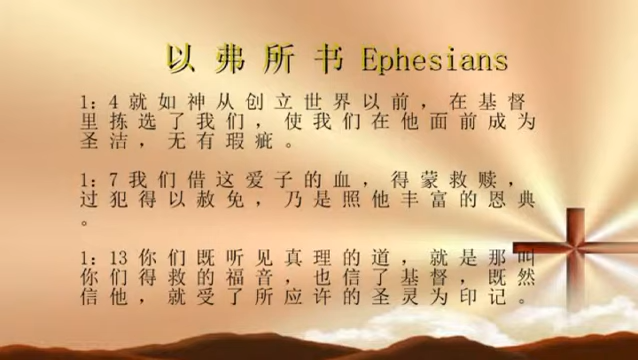 以弗所书 Ephesians
1：4就如神从创立世界以前，在基督
里拣选了我们，使我们在他面前成为
圣洁，无有瑕疵。
1：7我们借这爱子的血，得蒙救赎，
过犯得以赦免，乃是照他丰富的恩典
。
1：13你们既听见真理的道，就是那叫
你们得救的福音，也信了基督，既然
信他，就受了所应许的圣灵为印记。